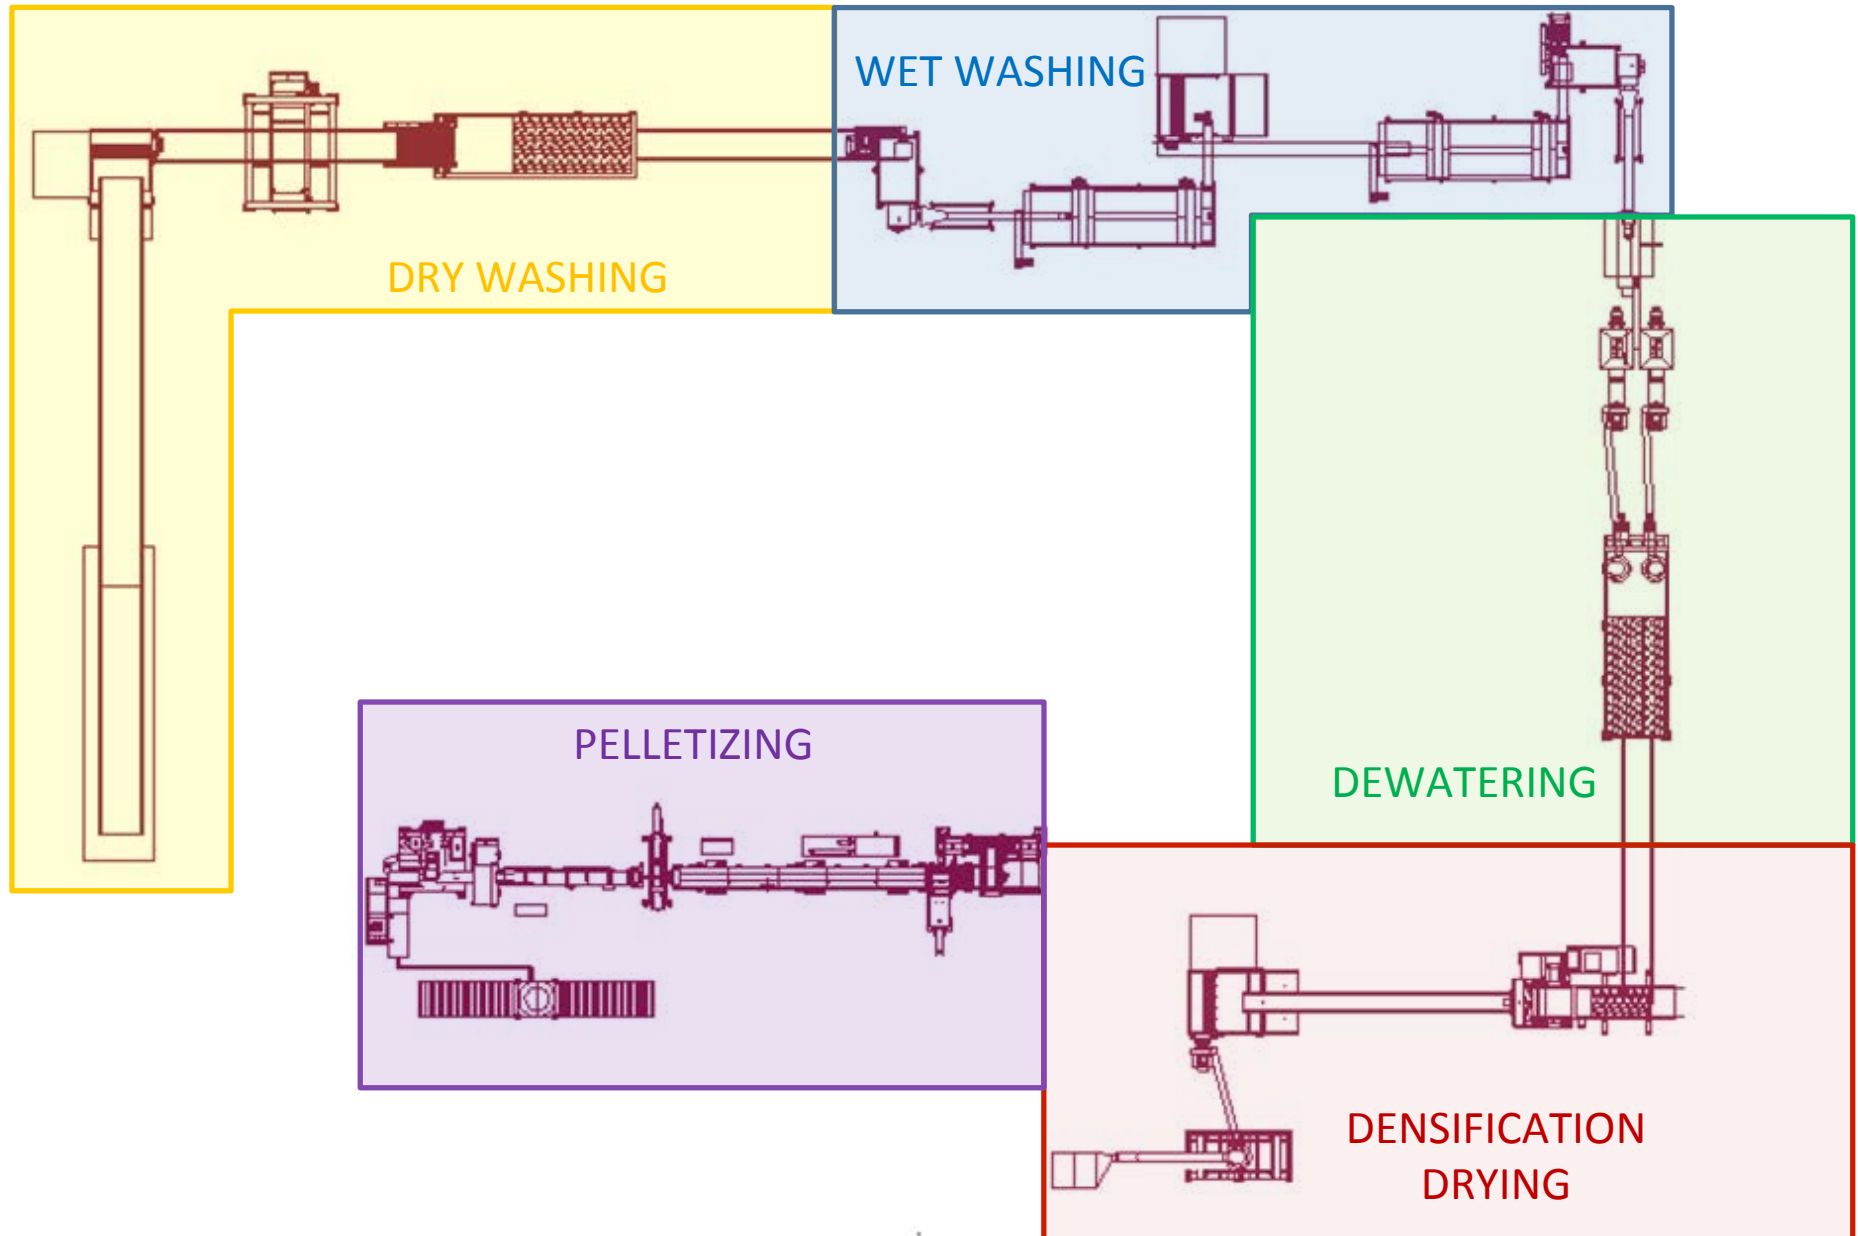 WET WASHING
DRY WASHING
PELLETIZING
DEWATERING
DENSIFICATION
DRYING